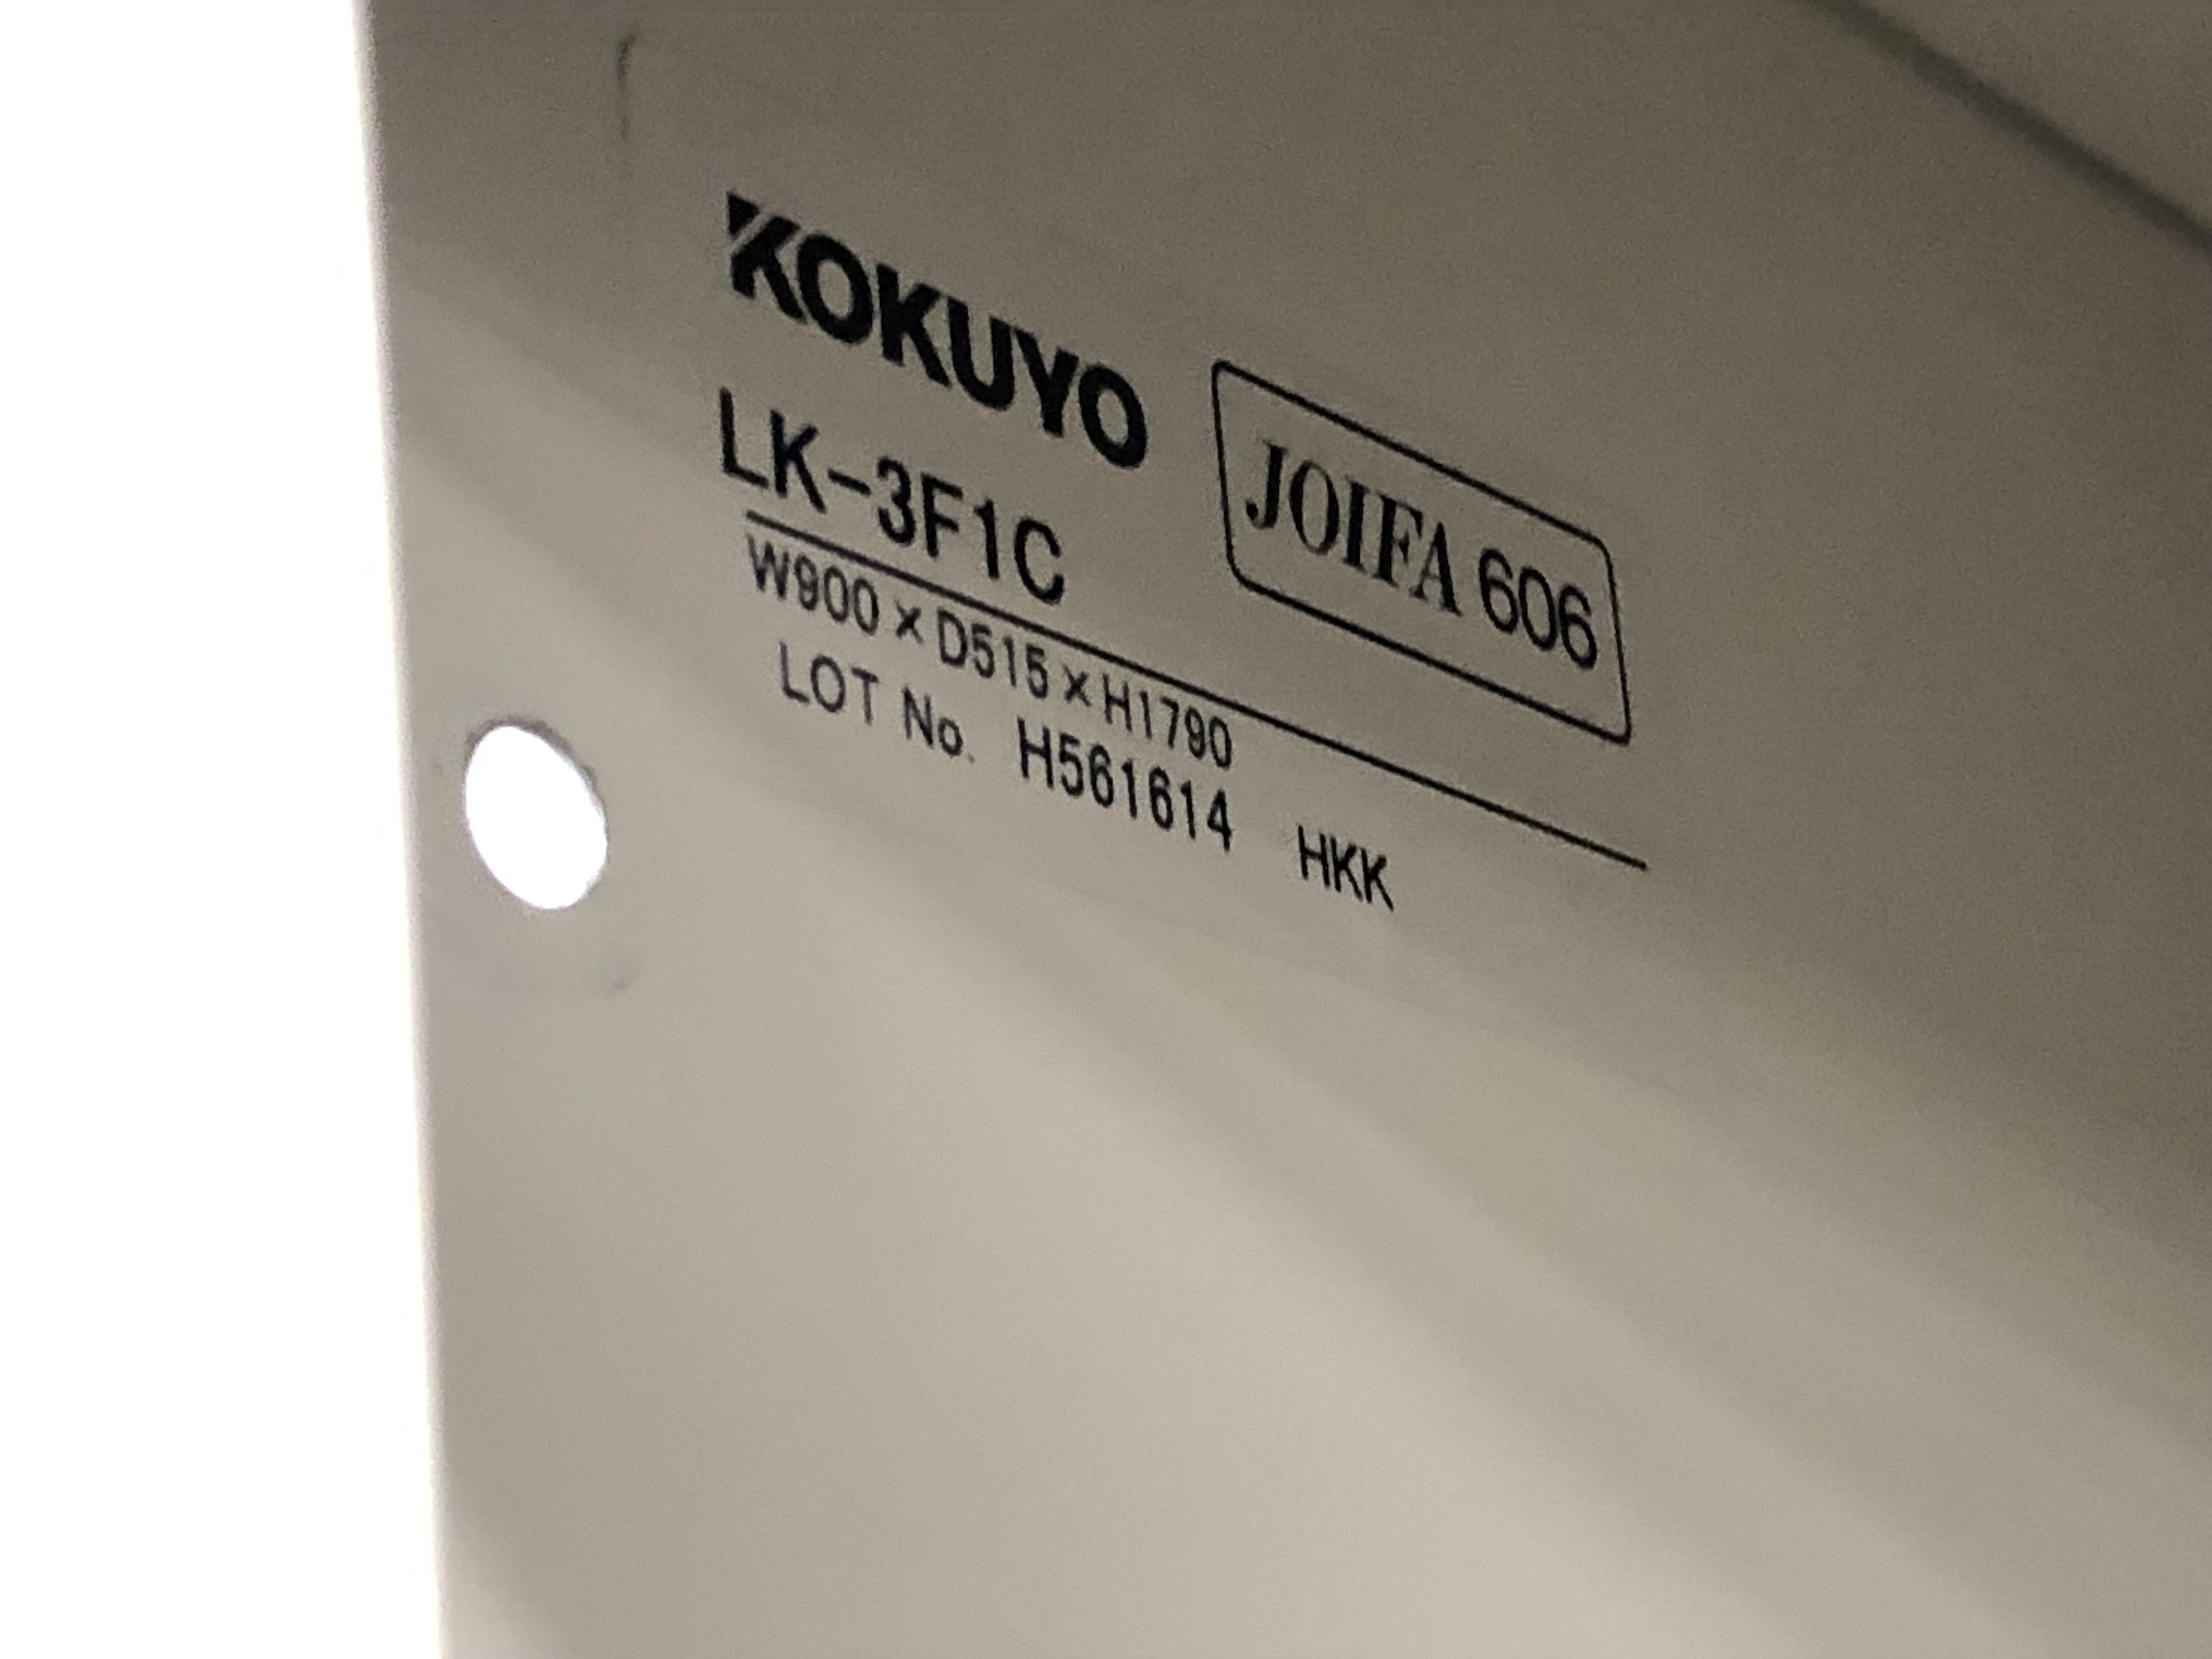 KOKUYO
JOIFA 606
LK-3F1C
W900×D515×H1790
LOT No. H561614 HKK